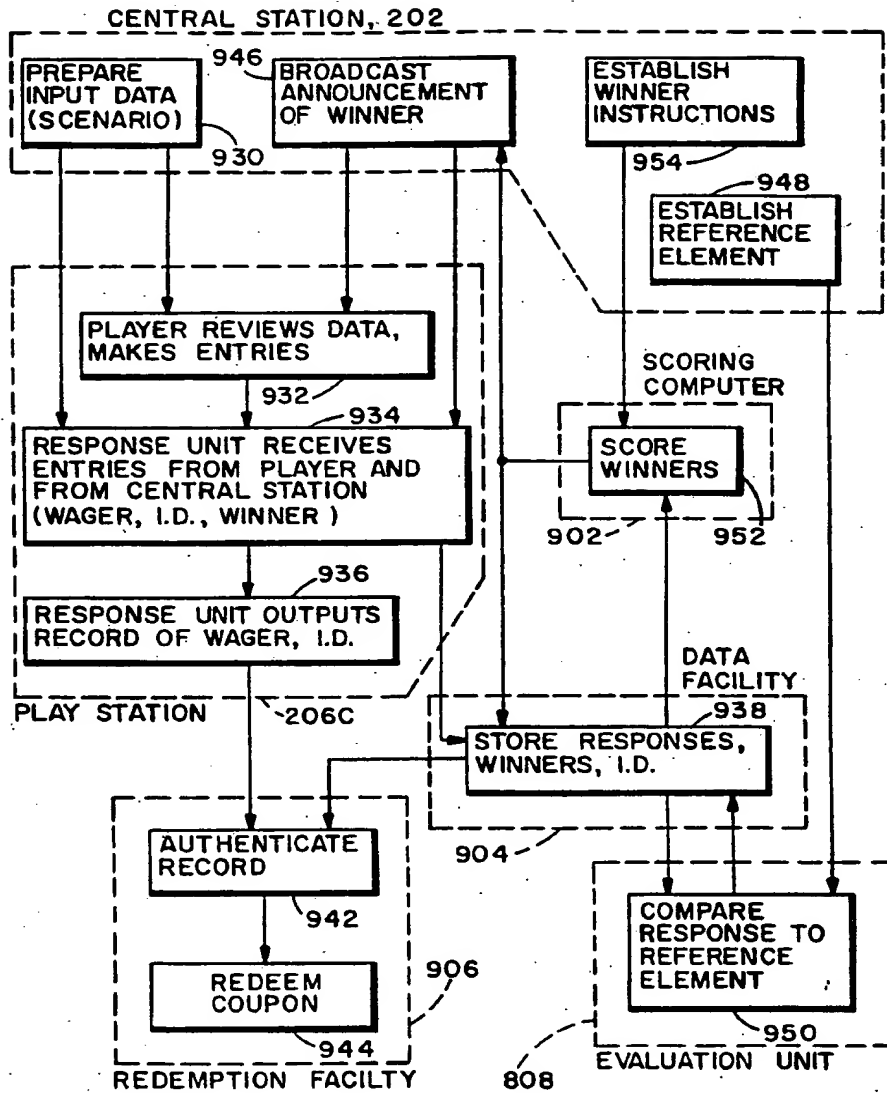 CENTRAL STATION, 202
PREPARE
INPUT DATA
(SCENARIO)
930
946
BROADCAST
ANNOUNCEMENT
OF WINNER
ESTABLISH
WINNER
INSTRUCTIONS
954
948
ESTABLISH
REFERENCE
ELEMENT
PLAYER REVIEWS DATA,
MAKES ENTRIES
932
934
RESPONSE UNIT RECEIVES
ENTRIES FROM PLAYER AND
FROM CENTRAL STATION
(WAGER, I.D., WINNER)
SCORING
COMPUTER
SCORE
WINNERS
902
952
936
RESPONSE UNIT OUTPUTS
RECORD OF WAGER, I.D.
PLAY STATION
206C
DATA
FACILITY
938
STORE RESPONSES,
WINNERS, I.D.
904
AUTHENTICATE
RECORD
942
REDEEM
COUPON
944
906
REDEMPTION FACILTY
COMPARE
RESPONSE TO
REFERENCE
ELEMENT
950
808
EVALUATION UNIT